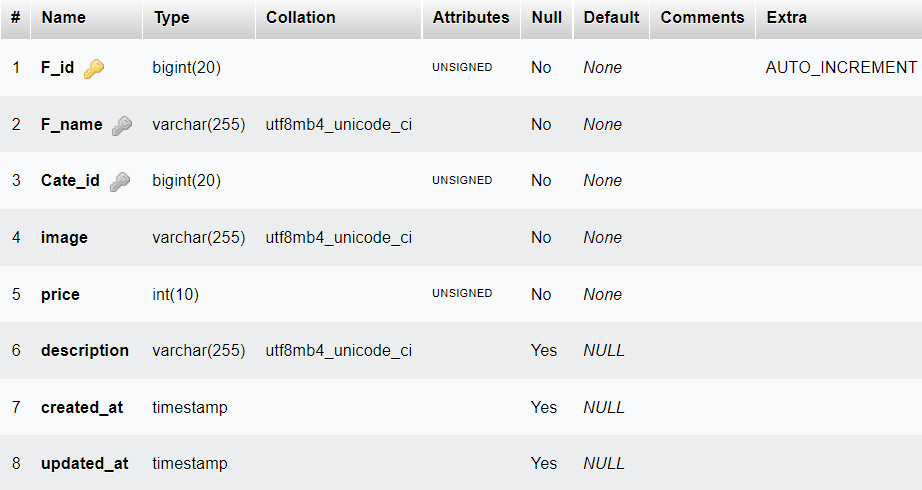 # Name Type Collation Attributes Null Default Comments Extra
1 F_id bigint(20) UNSIGNED No None AUTO_INCREMENT
2 F_name varchar(255) utf8mb4_unicode_ci No None
3 Cate_id bigint(20) UNSIGNED No None
4 image varchar(255) utf8mb4_unicode_ci No None
5 price int(10) UNSIGNED No None
6 description varchar(255) utf8mb4_unicode_ci Yes NULL
7 created_at timestamp Yes NULL
8 updated_at timestamp Yes NULL